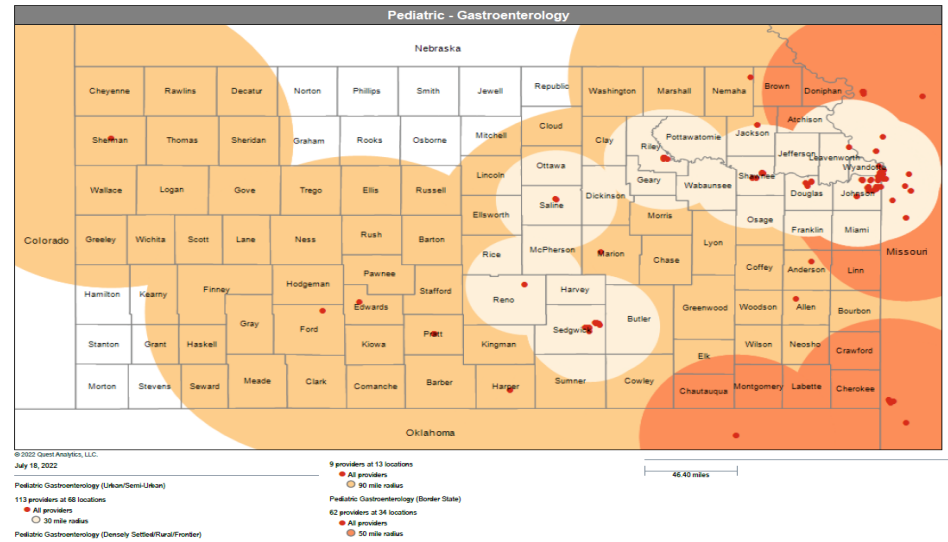 Pediatric - Gastroenterology
Nebraska
Cheyenne Rawlins Decatur Norton Phillips Smith Jewell Republic Washington Marshall Nemaha Brown Doniphan
Sherman Thomas Sheridan Graham Rooks Osborne Mitchell Cloud Clay Riley Pottawatomie Jackson Atchison
Jefferson Leavenworth
Wyandotte
Wallace Logan Gove Trego Ellis Russell Lincoln Ottawa Saline Dickinson Geary Wabaunsee Shawnee Douglas Johnson
Colorado Greeley Wichita Scott Lane Ness Rush Barton Ellsworth Rice McPherson Marion Morris Chase Lyon Osage Franklin Miami Missouri
Hamilton Kearny Finney Hodgeman Pawnee Edwards Stafford Reno Harvey Coffey Anderson Linn
Stanton Grant Haskell Gray Ford Kiowa Pratt Kingman Sedgwick Butler Greenwood Woodson Allen Bourbon
Elk Wilson Neosho Crawford
Morton Stevens Seward Meade Clark Comanche Barber Harper Sumner Cowley Chautauqua Montgomery Labette Cherokee
Oklahoma
© 2022 Quest Analytics, LLC.
July 18, 2022
Pediatric Gastroenterology (Urban/Semi-Urban)
113 providers at 68 locations
All providers
30 mile radius
Pediatric Gastroenterology (Densely Settled/Rural/Frontier)
9 providers at 13 locations
All providers
90 mile radius
Pediatric Gastroenterology (Border State)
62 providers at 34 locations
All providers
50 mile radius
46.40 miles